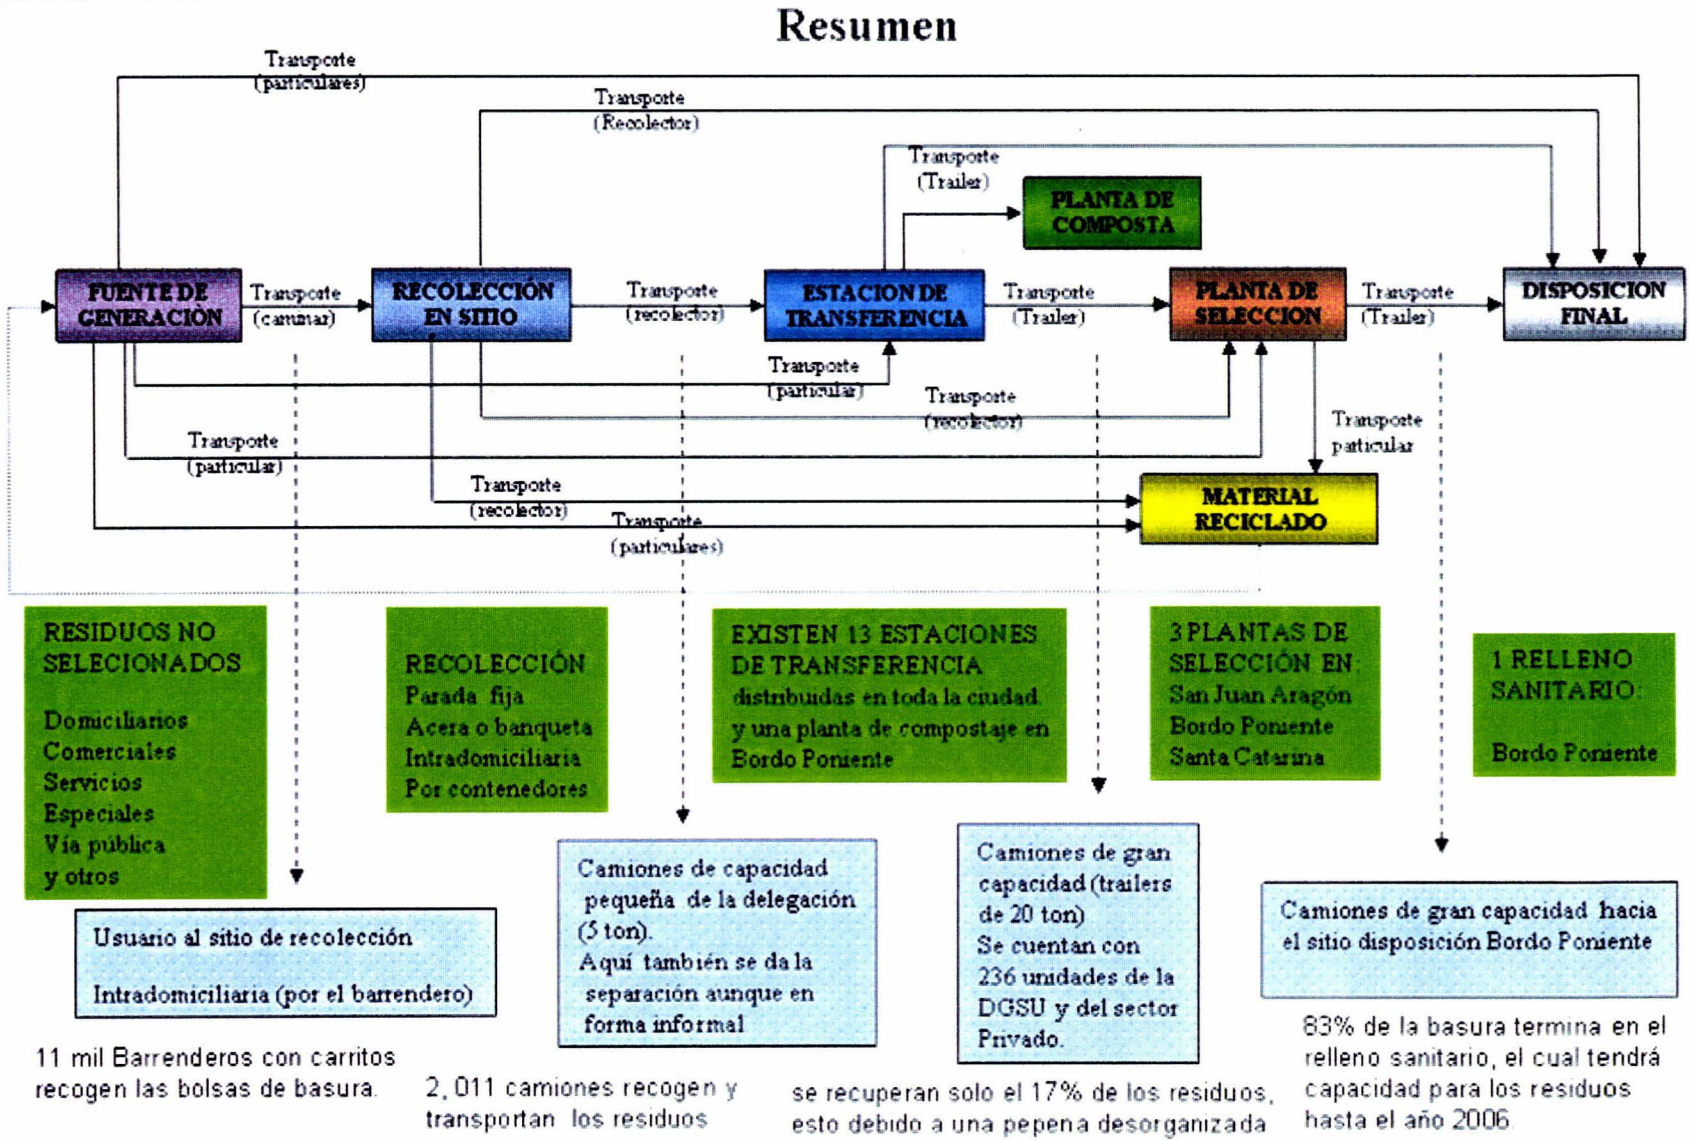 Resumen
Transporte
(particulares)
Transporte
(Recolector)
Transporte
(Trailer)
PLANTA DE
COMPOSTA
FUENTE DE
GENERACIÒN
Transporte
(caminar)
RECOLECCIÓN
EN SITIO
Transporte
(recolector)
ESTACION DE
TRANSFERENCIA
Transporte
(Trailer)
PLANTA DE
SELECCION
Transporte
(Trailer)
DISPOSICION
FINAL
Transporte
(particular)
Transporte
(recolector)
Transporte
particular
Transporte
(particular)
Transporte
(recolector)
Transporte
(particulares)
MATERIAL
RECICLADO
RESIDUOS NO
SELECIONADOS
Domiciliarios
Comerciales
Servicios
Especiales
Vía pública
y otros
RECOLECCIÓN
Parada fija
Acera o banqueta
Intradomiciliaria
Por contenedores
EXISTEN 13 ESTACIONES
DE TRANSFERENCIA
distribuidas en toda la ciudad
y una planta de compostaje en
Bordo Poniente
3 PLANTAS DE
SELECCIÓN EN:
San Juan Aragón
Bordo Poniente
Santa Catarina
1 RELLENO
SANITARIO:
Bordo Poniente
Usuario al sitio de recolección
Intradomiciliaria (por el barrendero)
Camiones de capacidad
pequeña de la delegación
(5 ton).
Aquí también se da la
separación aunque en
forma informal
Camiones de gran
capacidad (trailers
de 20 ton)
Se cuentan con
236 unidades de la
DGSU y del sector
Privado.
Camiones de gran capacidad hacia
el sitio disposición Bordo Poniente
11 mil Barrenderos con carritos
recogen las bolsas de basura.
2,011 camiones recogen y
transportan los residuos
se recuperan solo el 17% de los residuos,
esto debido a una pepena desorganizada
83% de la basura termina en el
relleno sanitario, el cual tendrá
capacidad para los residuos
hasta el año 2006.